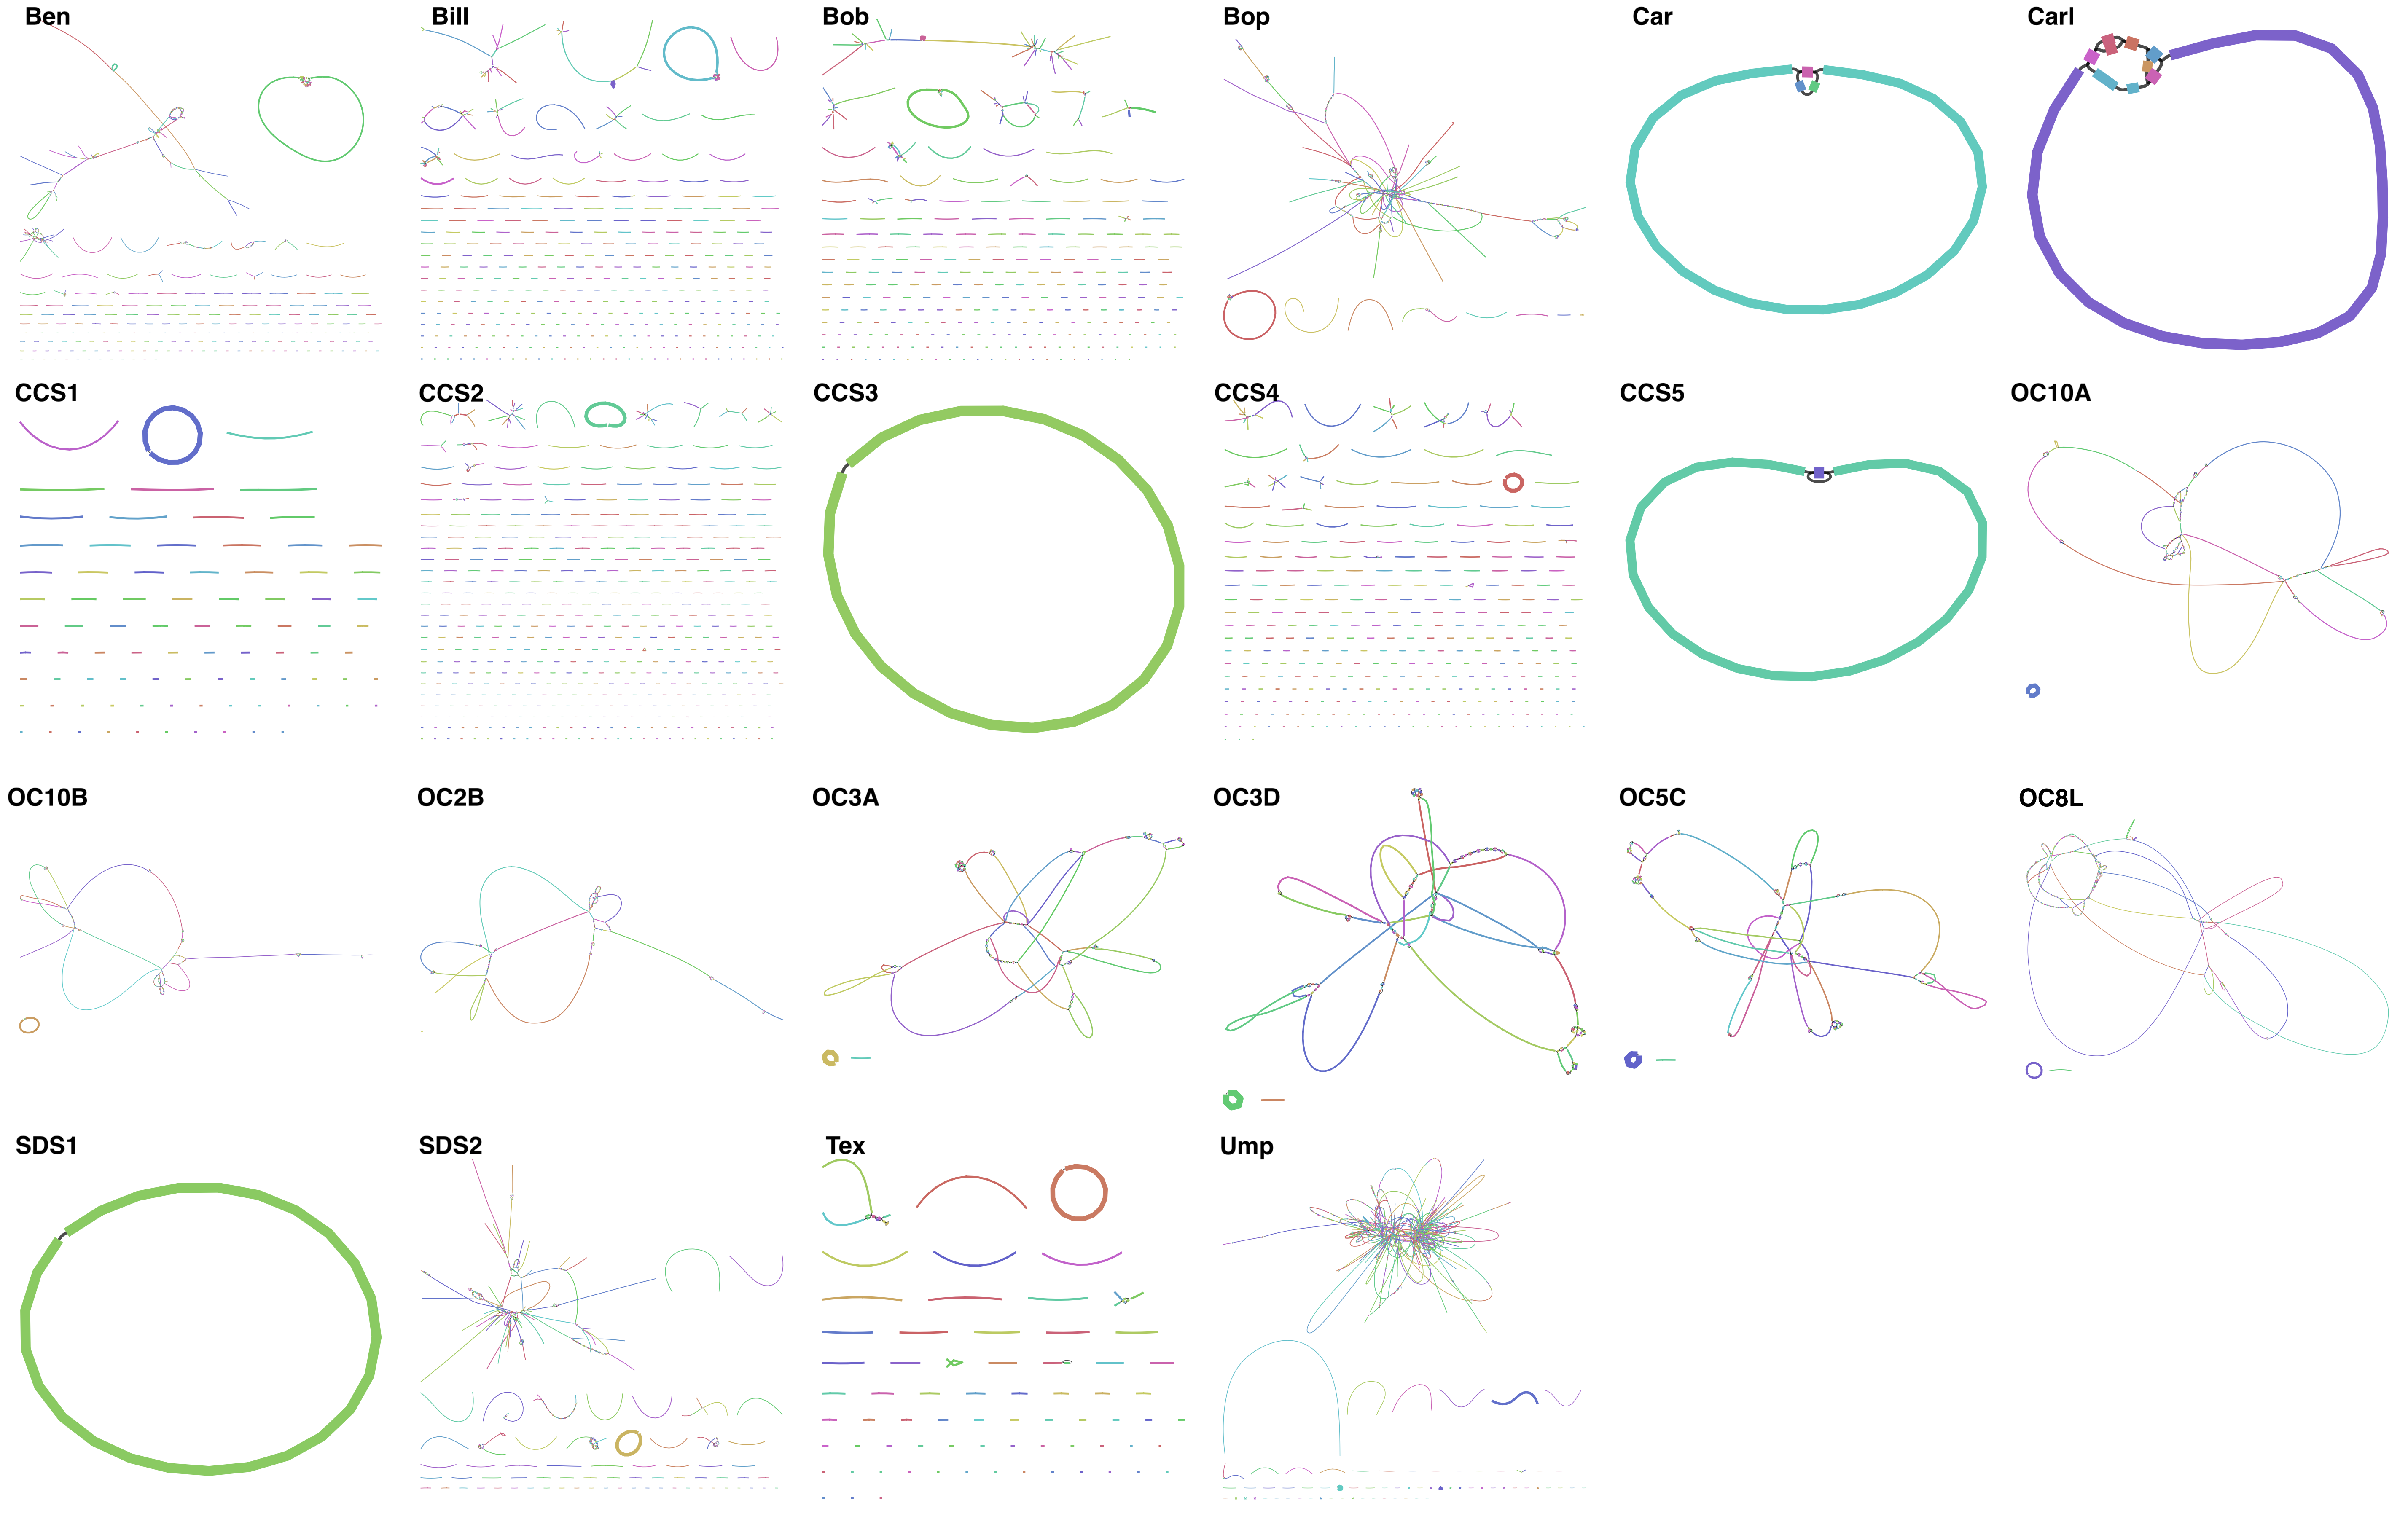 Ben
Bill
Bob
Bop
Car
Carl
CCS1
CCS2
CCS3
CCS4
CCS5
OC10A
OC10B
OC2B
OC3A
OC3D
OC5C
OC8L
SDS1
SDS2
Tex
Ump